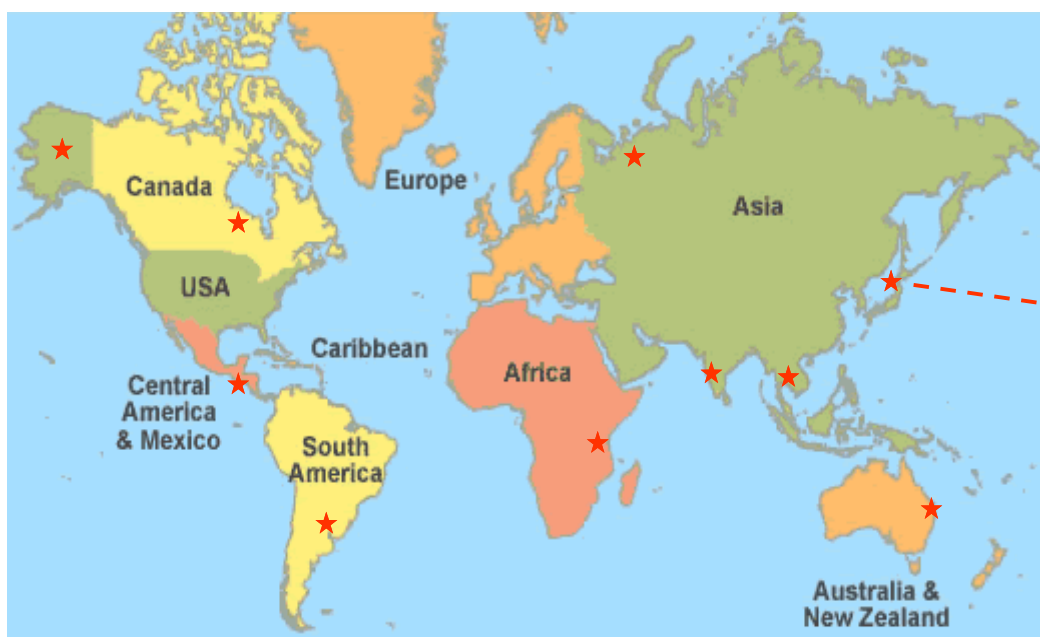 Canada
Europe
Asia
USA
Caribbean
Africa
Central
America
& Mexico
South
America
Australia &
New Zealand